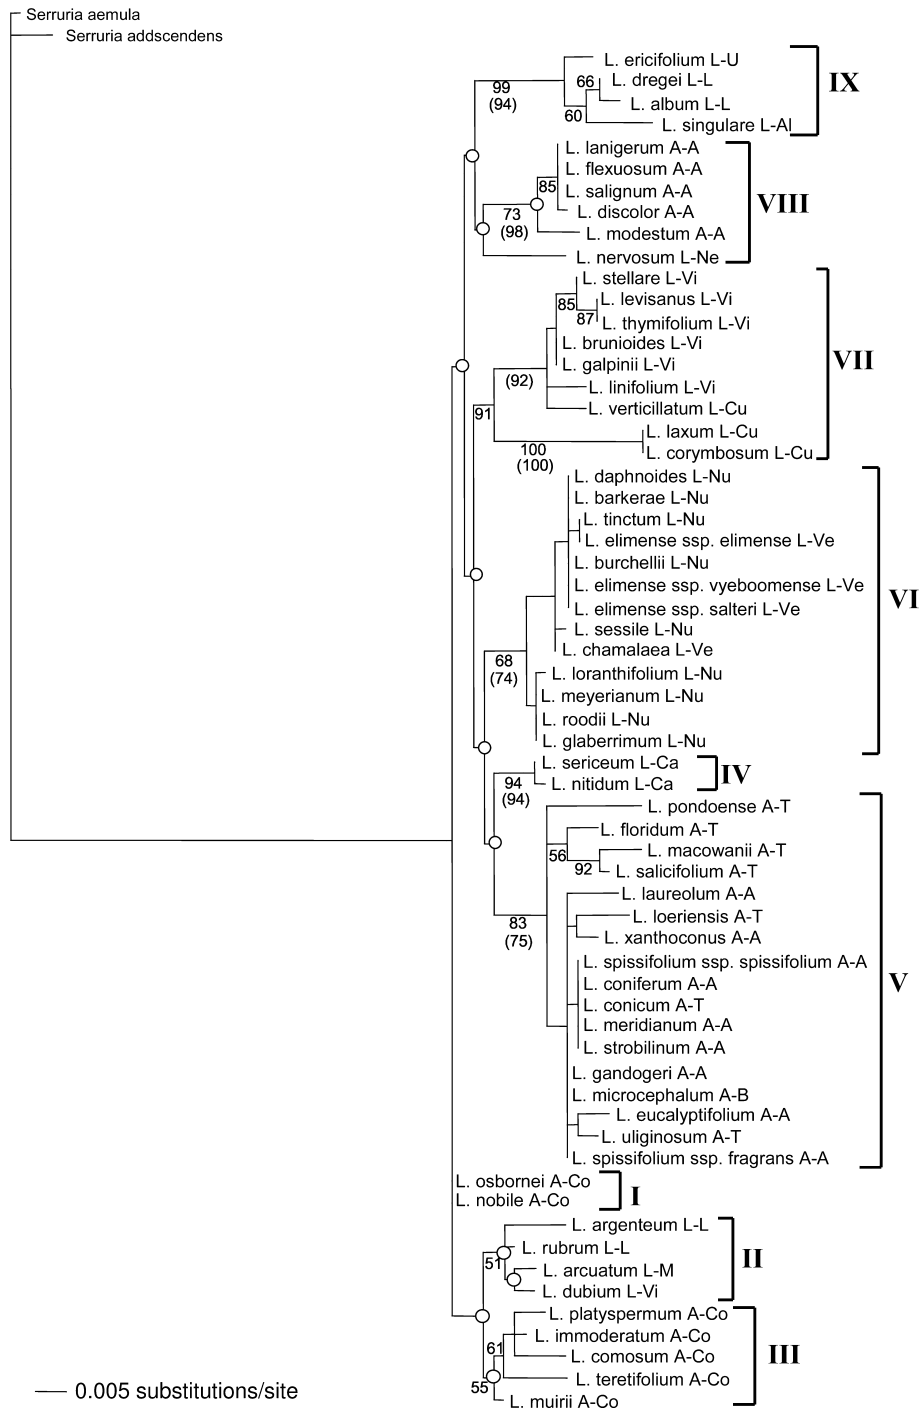 Serruria aemula
Serruria addscendens
L. ericifolium L-U
66 L. dregei L-L
IX
99
(94)
L. album L-L
60
L. singulare L-Al
L. lanigerum A-A
L. flexuosum A-A
85
L. salignum A-A
VIII
73
(98)
L. discolor A-A
L. modestum A-A
L. nervosum L-Ne
L. stellare L-Vi
85
L. levisanus L-Vi
87
L. thymifolium L-Vi
L. brunioides L-Vi
VII
L. galpinii L-Vi
(92)
L. linifolium L-Vi
91
L. verticillatum L-Cu
L. laxum L-Cu
100
(100)
L. corymbosum L-Cu
L. daphnoides L-Nu
L. barkerae L-Nu
L. tinctum L-Nu
L. elimense ssp. elimense L-Ve
L. burchellii L-Nu
L. elimense ssp. vyeboomense L-Ve
VI
L. elimense ssp. salteri L-Ve
L. sessile L-Nu
L. chamalaea L-Ve
68
(74)
L. loranthifolium L-Nu
L. meyerianum L-Nu
L. roodii L-Nu
L. glaberrimum L-Nu
L. sericeum L-Ca
IV
94
(94)
L. nitidum L-Ca
L. pondoense A-T
L. floridum A-T
56
L. macowanii A-T
92
L. salicifolium A-T
L. laureolum A-A
83
(75)
L. loeriensis A-T
L. xanthoconus A-A
L. spissifolium ssp. spissifolium A-A
V
L. coniferum A-A
L. conicum A-T
L. meridianum A-A
L. strobilinum A-A
L. gandogeri A-A
L. microcephalum A-B
L. eucalyptifolium A-A
L. uliginosum A-T
L. spissifolium ssp. fragrans A-A
L. osbornei A-Co
I
L. nobile A-Co
L. argenteum L-L
L. rubrum L-L
II
51
L. arcuatum L-M
L. dubium L-Vi
L. platyspermum A-Co
L. immoderatum A-Co
61
L. comosum A-Co
III
L. teretifolium A-Co
55
L. muirii A-Co
0.005 substitutions/site